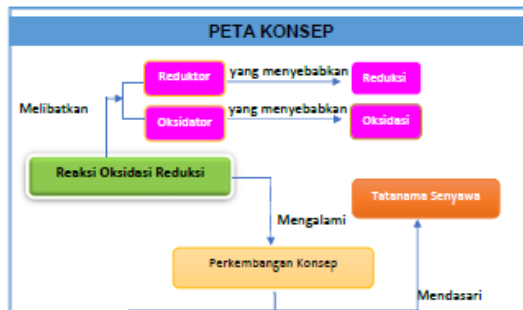 PETA KONSEP
Reduktor
yang menyebabkan
Reduksi
Melibatkan
Oksidator
yang menyebabkan
Oksidasi
Reaksi Oksidasi Reduksi
Tatanama Senyawa
Mengalami
Perkembangan Konsep
Mendasari